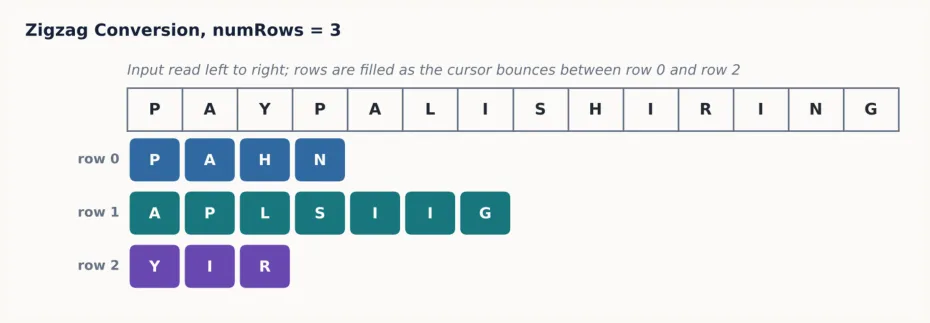 Zigzag Conversion, numRows = 3
Input read left to right; rows are filled as the cursor bounces between row 0 and row 2
P A Y P A L I S H I R I N G
row 0 P A H N
row 1 A P L S I I G
row 2 Y I R